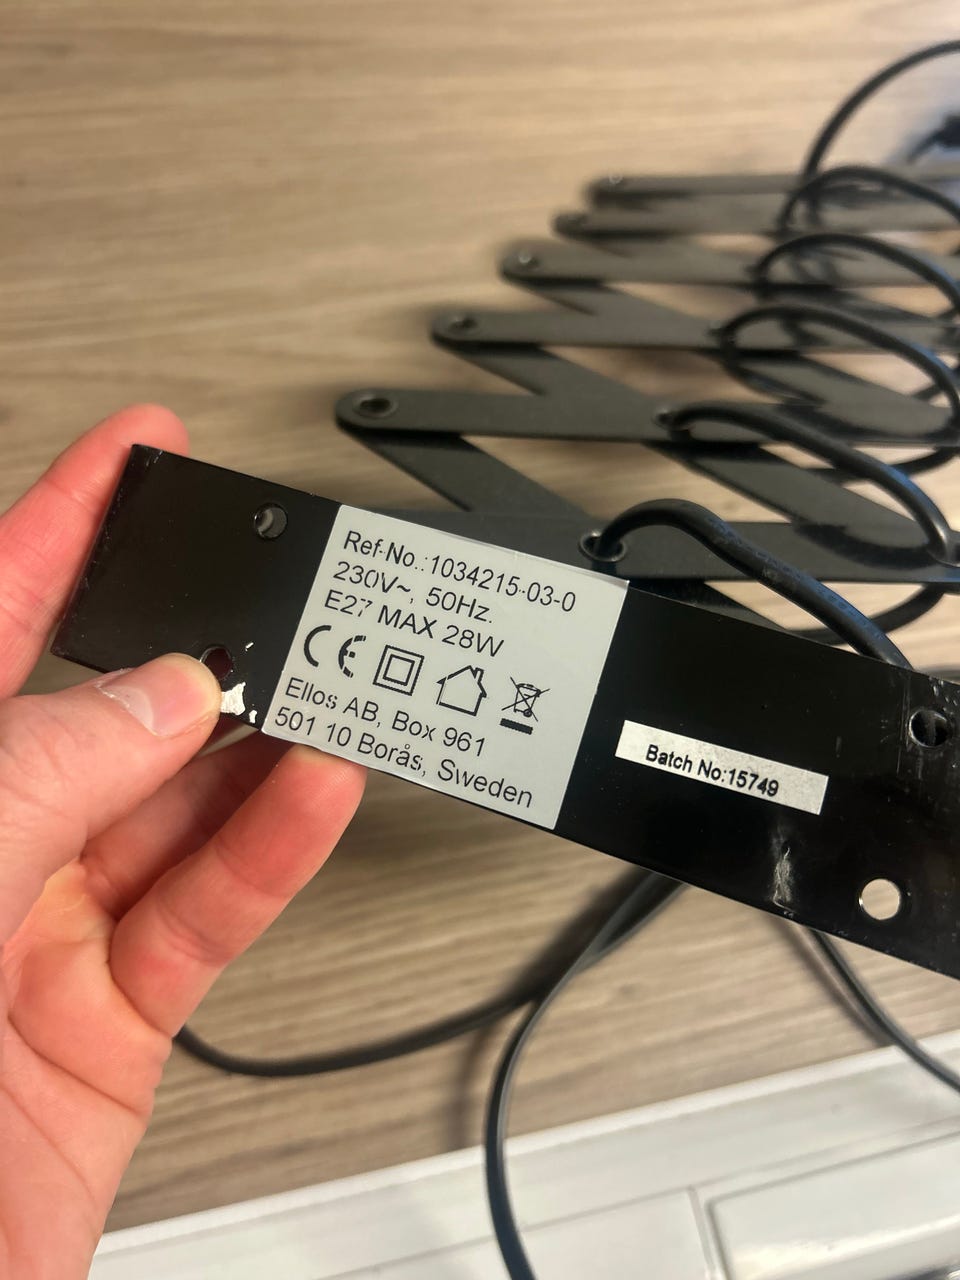 Ref-No.:1034215-03-0
230V~, 50Hz.
E27 MAX 28W
CE
Ellos AB, Box 961
501 10 Borås, Sweden
Batch No:15749